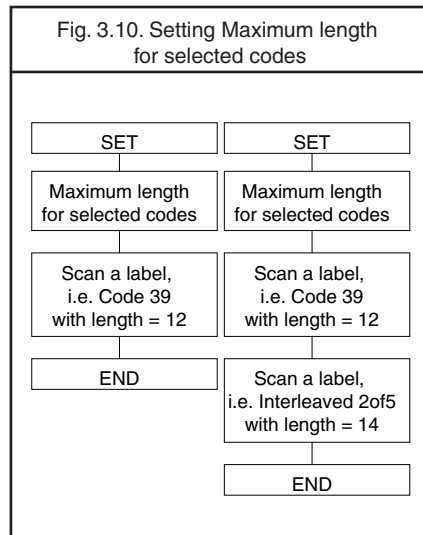 Fig. 3.10. Setting Maximum length
for selected codes
SET
Maximum length
for selected codes
Scan a label,
i.e. Code 39
with length = 12
END
SET
Maximum length
for selected codes
Scan a label,
i.e. Code 39
with length = 12
Scan a label,
i.e. Interleaved 2of5
with length = 14
END